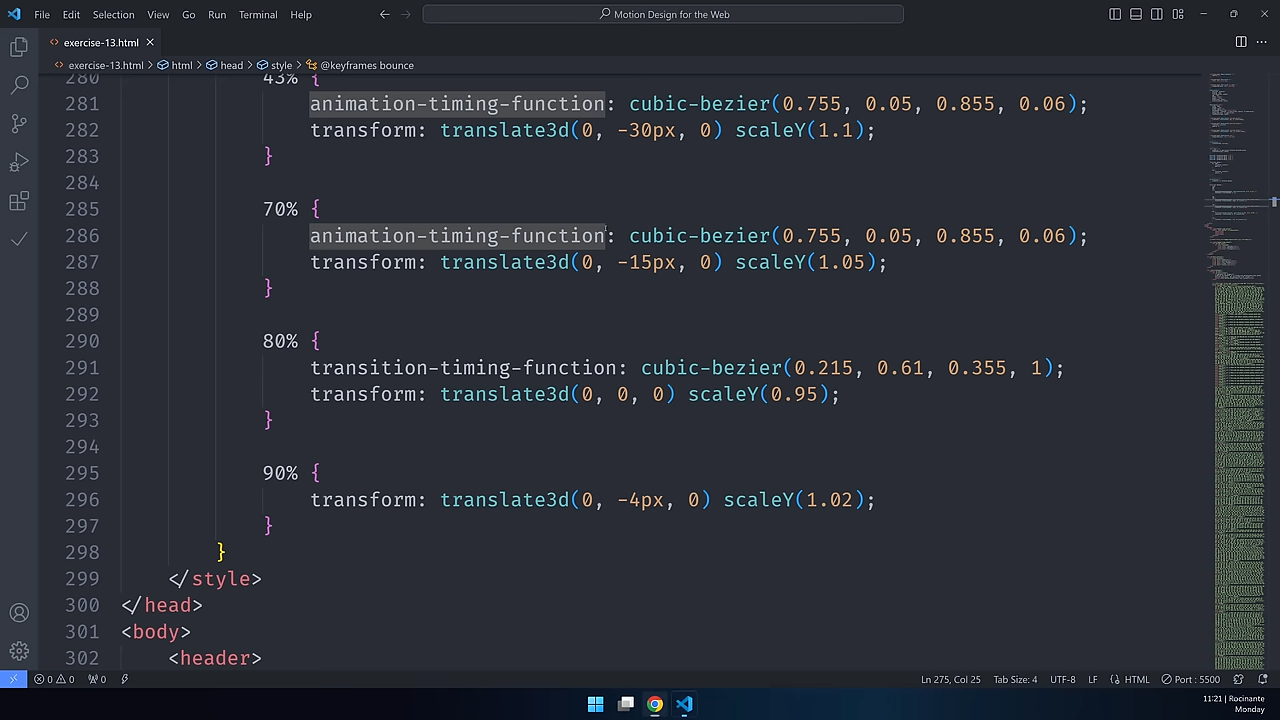 File Edit Selection View Go Run Terminal Help
Motion Design for the Web
exercise-13.html
exercise-13.html > html > head > style > @keyframes bounce
280 43% {
281 animation-timing-function: cubic-bezier(0.755, 0.05, 0.855, 0.06);
282 transform: translate3d(0, -30px, 0) scaleY(1.1);
283 }
284
285 70% {
286 animation-timing-function: cubic-bezier(0.755, 0.05, 0.855, 0.06);
287 transform: translate3d(0, -15px, 0) scaleY(1.05);
288 }
289
290 80% {
291 transition-timing-function: cubic-bezier(0.215, 0.61, 0.355, 1);
292 transform: translate3d(0, 0, 0) scaleY(0.95);
293 }
294
295 90% {
296 transform: translate3d(0, -4px, 0) scaleY(1.02);
297 }
298 }
299 </style>
300 </head>
301 <body>
302 <header>
0 0 0 Ln 275, Col 25 Tab Size: 4 UTF-8 LF HTML Port : 5500
11:21 | Rocinante
Monday